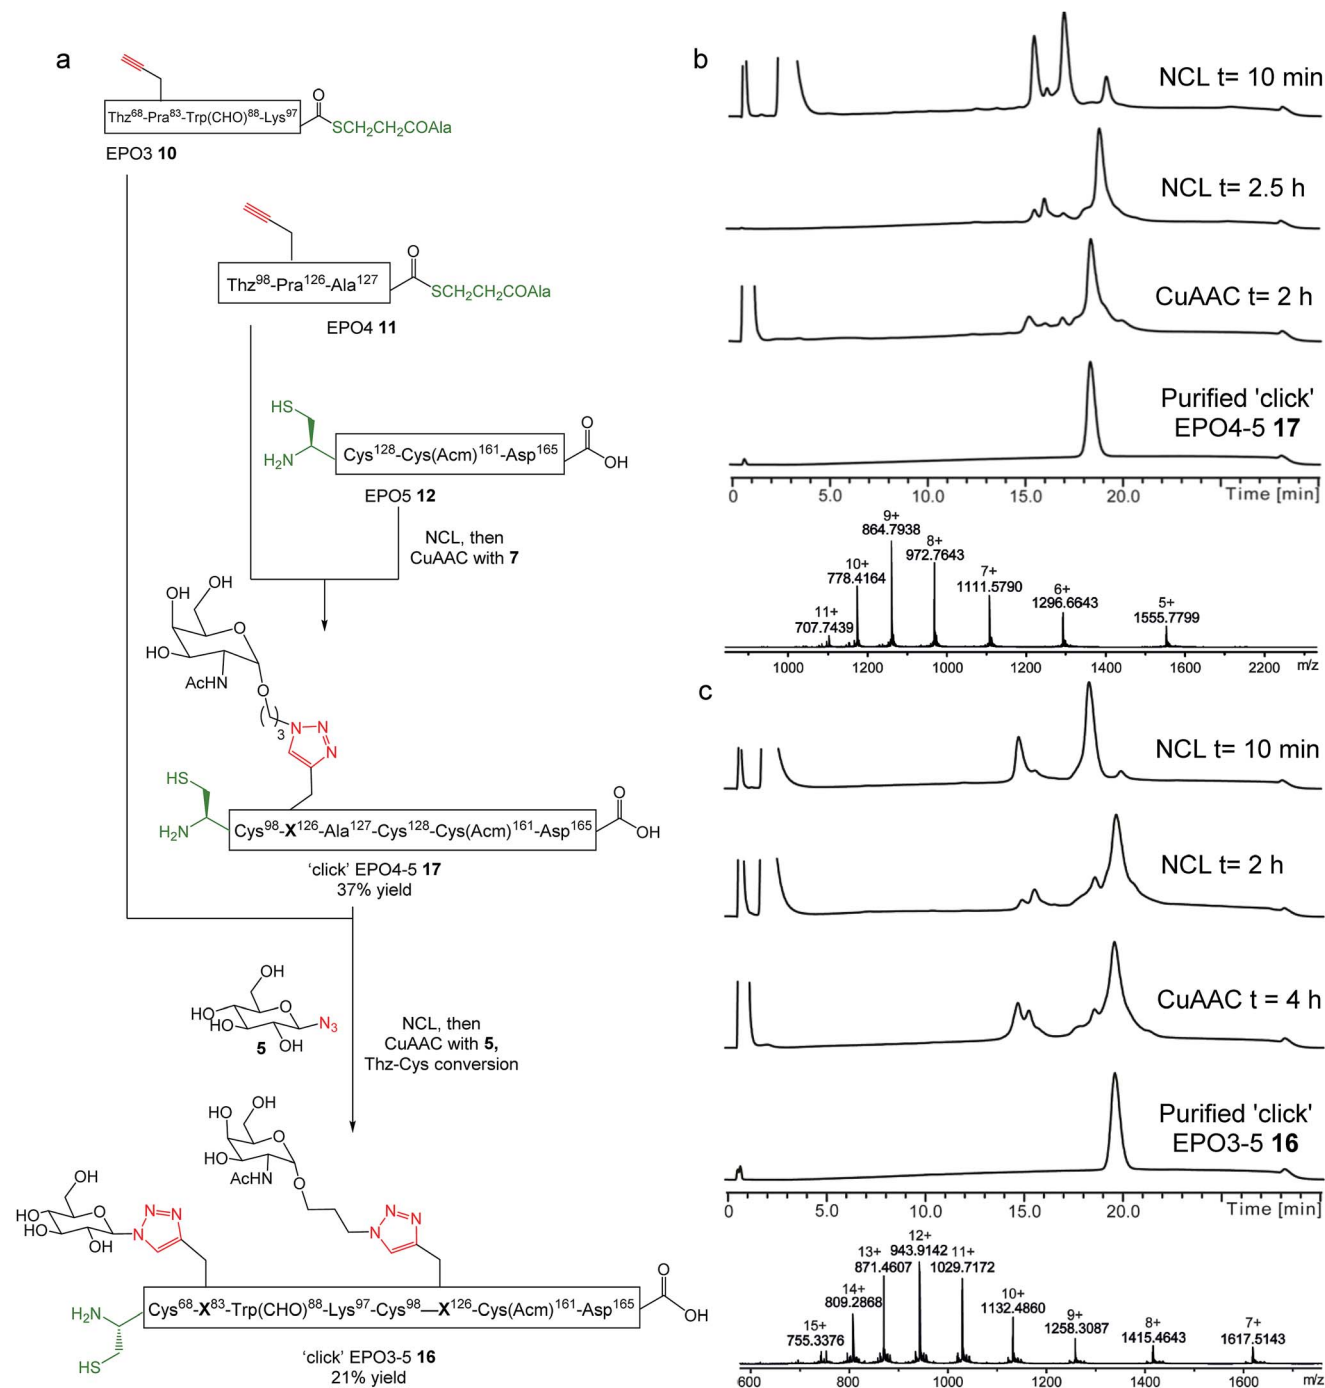 a
Thz⁶⁸-Pra⁸³-Trp(CHO)⁸⁸-Lys⁹⁷
O
SCH₂CH₂COAla
EPO3 10
O
Thz⁹⁸-Pra¹²⁶-Ala¹²⁷
SCH₂CH₂COAla
EPO4 11
HS
H₂N
Cys¹²⁸-Cys(Acm)¹⁶¹-Asp¹⁶⁵
O
OH
EPO5 12
NCL, then
CuAAC with 7
OH
OH
O
HO
AcHN
O
( )₃
N N N
HS
H₂N
Cys⁹⁸-X¹²⁶-Ala¹²⁷-Cys¹²⁸-Cys(Acm)¹⁶¹-Asp¹⁶⁵
O
OH
'click' EPO4-5 17
37% yield
OH
HO
O
HO
N₃
OH
5
NCL, then
CuAAC with 5,
Thz-Cys conversion
OH
HO
O
HO
AcHN
O
N N N
OH
HO
O
HO
OH
N N N
H₂N
HS
Cys⁶⁸-X⁸³-Trp(CHO)⁸⁸-Lys⁹⁷-Cys⁹⁸—X¹²⁶-Cys(Acm)¹⁶¹-Asp¹⁶⁵
O
OH
'click' EPO3-5 16
21% yield
b
NCL t= 10 min
NCL t= 2.5 h
CuAAC t= 2 h
Purified 'click'
EPO4-5 17
0 5.0 10.0 15.0 20.0 Time [min]
11+
707.7439
10+
778.4164
9+
864.7938
8+
972.7643
7+
1111.5790
6+
1296.6643
5+
1555.7799
1000 1200 1000 1200 1400 1600 2200 m/z
c
NCL t= 10 min
NCL t= 2 h
CuAAC t = 4 h
Purified 'click'
EPO3-5 16
0 5.0 10.0 15.0 20.0 Time [min]
15+
755.3376
14+
809.2868
13+
871.4607
12+
943.9142
11+
1029.7172
10+
1132.4860
9+
1258.3087
8+
1415.4643
7+
1617.5143
600 800 1000 1200 1400 1600 m/z